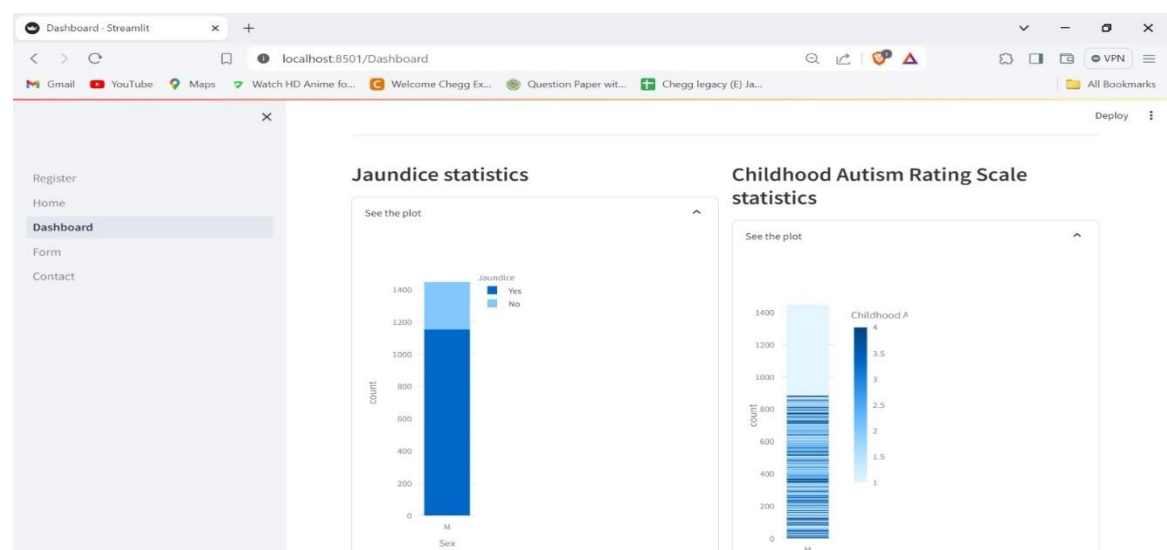 Dashboard · Streamlit
localhost:8501/Dashboard
VPN
Gmail YouTube Maps Watch HD Anime fo... Welcome Chegg Ex... Question Paper wit... Chegg legacy (E) Ja... All Bookmarks
Deploy
Register
Home
Dashboard
Form
Contact
Jaundice statistics
See the plot
Jaundice
Yes
No
1400
1200
1000
800
600
400
200
0
count
M
Sex
Childhood Autism Rating Scale
statistics
See the plot
Childhood A
4
3.5
3
2.5
2
1.5
1
1400
1200
1000
800
600
400
200
0
count
M